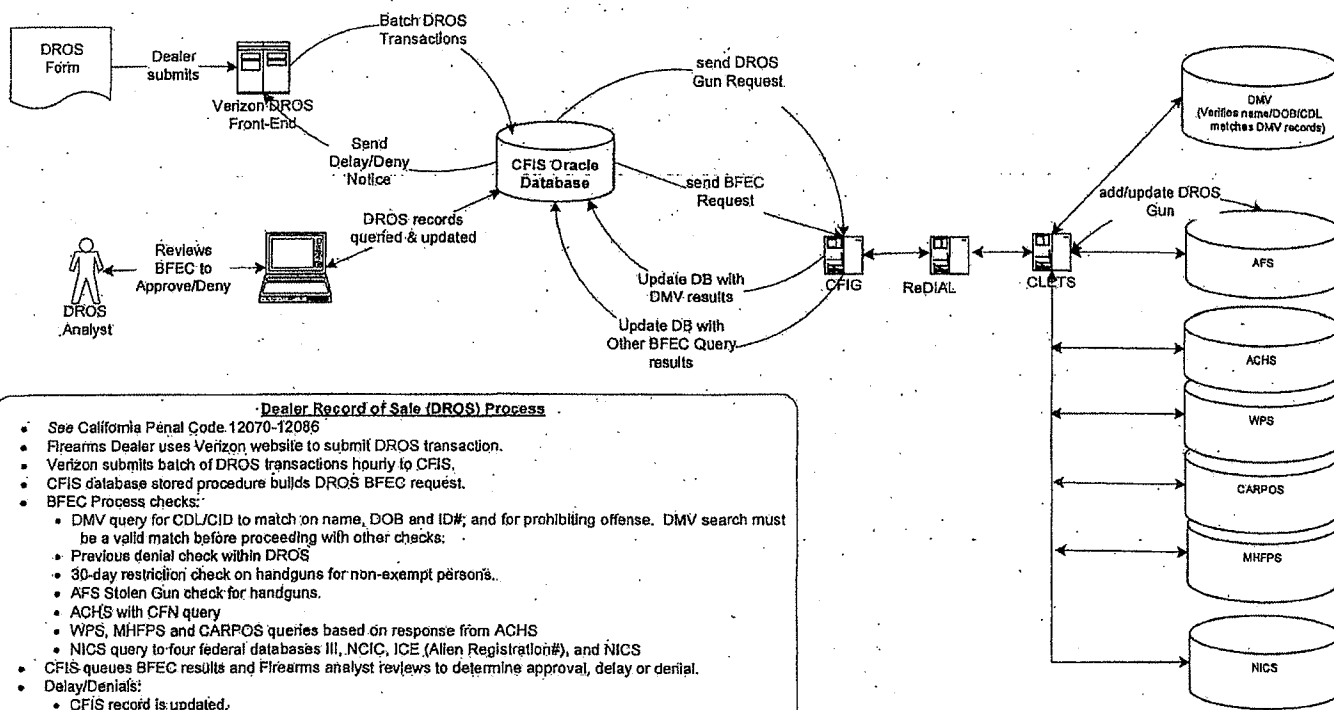 DROS
Form
Dealer
submits
Verizon DROS
Front-End
Batch DROS
Transactions
Send
Delay/Deny
Notice
CFIS Oracle
Database
send DROS
Gun Request
send BFEC
Request
DROS records
queried & updated
Reviews
BFEC to
Approve/Deny
DROS
Analyst
Update DB with
DMV results
Update DB with
Other BFEC Query
results
CFIG
ReDIAL
CLETS
DMV
(Verifies name/DOB/CDL
matches DMV records)
add/update DROS
Gun
AFS
ACHS
WPS
CARPOS
MHFPS
NICS
Dealer Record of Sale (DROS) Process
• See California Penal Code 12070-12086
• Firearms Dealer uses Verizon website to submit DROS transaction.
• Verizon submits batch of DROS transactions hourly to CFIS.
• CFIS database stored procedure builds DROS BFEC request.
• BFEC Process checks:
• DMV query for CDL/CID to match on name, DOB and ID#; and for prohibiting offense. DMV search must
be a valid match before proceeding with other checks:
• Previous denial check within DROS
• 30-day restriction check on handguns for non-exempt persons.
• AFS Stolen Gun check for handguns.
• ACHS with CFN query
• WPS, MHFPS and CARPOS queries based on response from ACHS
• NICS query to four federal databases III, NCIC, ICE (Alien Registration#), and NICS
• CFIS queues BFEC results and Firearms analyst reviews to determine approval, delay or denial.
• Delay/Denials:
• CFIS record is updated.